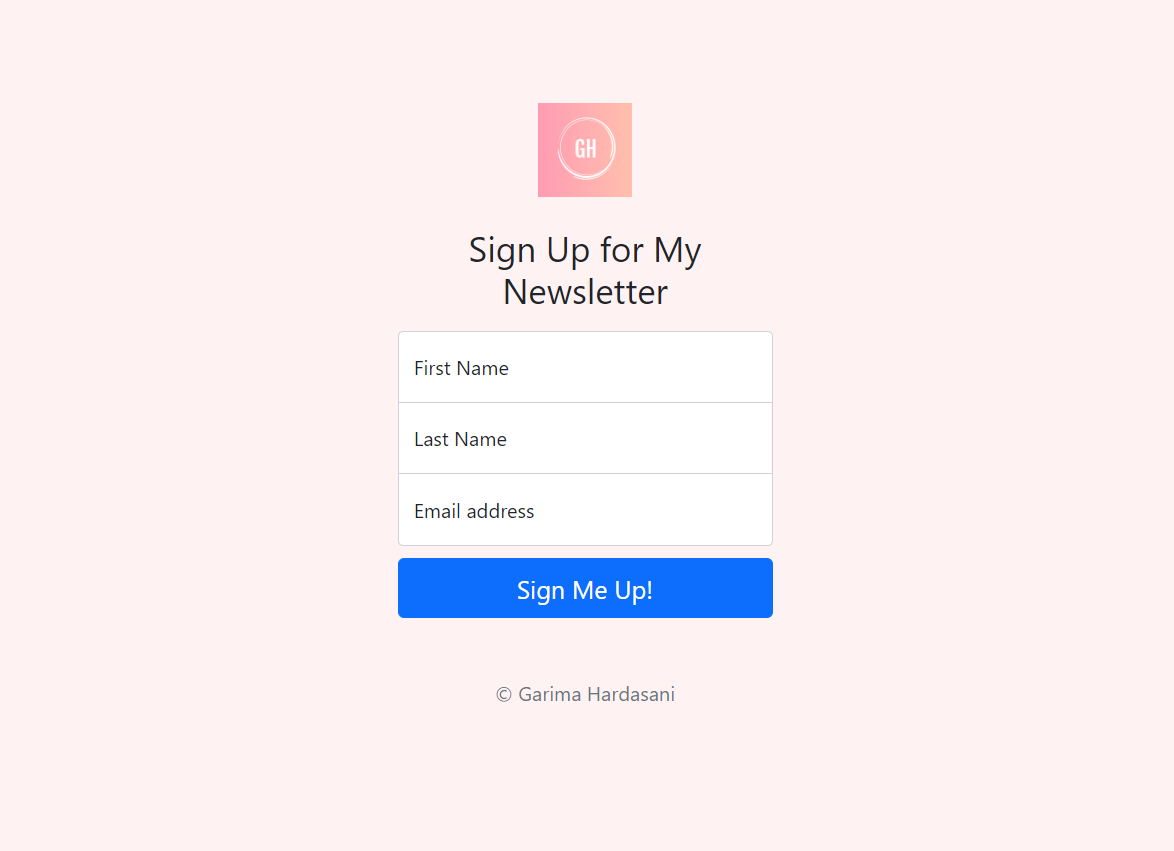 GH
Sign Up for My
Newsletter
First Name
Last Name
Email address
Sign Me Up!
© Garima Hardasani